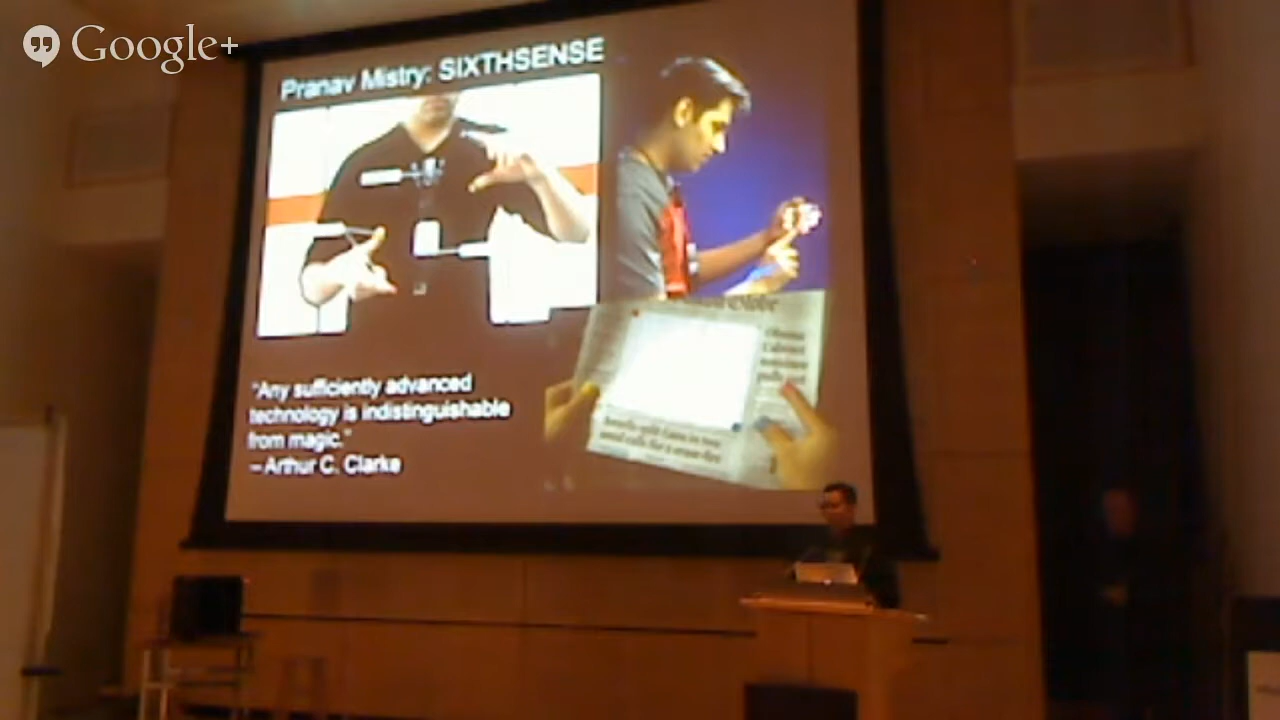 Google+
Pranav Mistry: SIXTHSENSE
"Any sufficiently advanced
technology is indistinguishable
from magic."
– Arthur C. Clarke